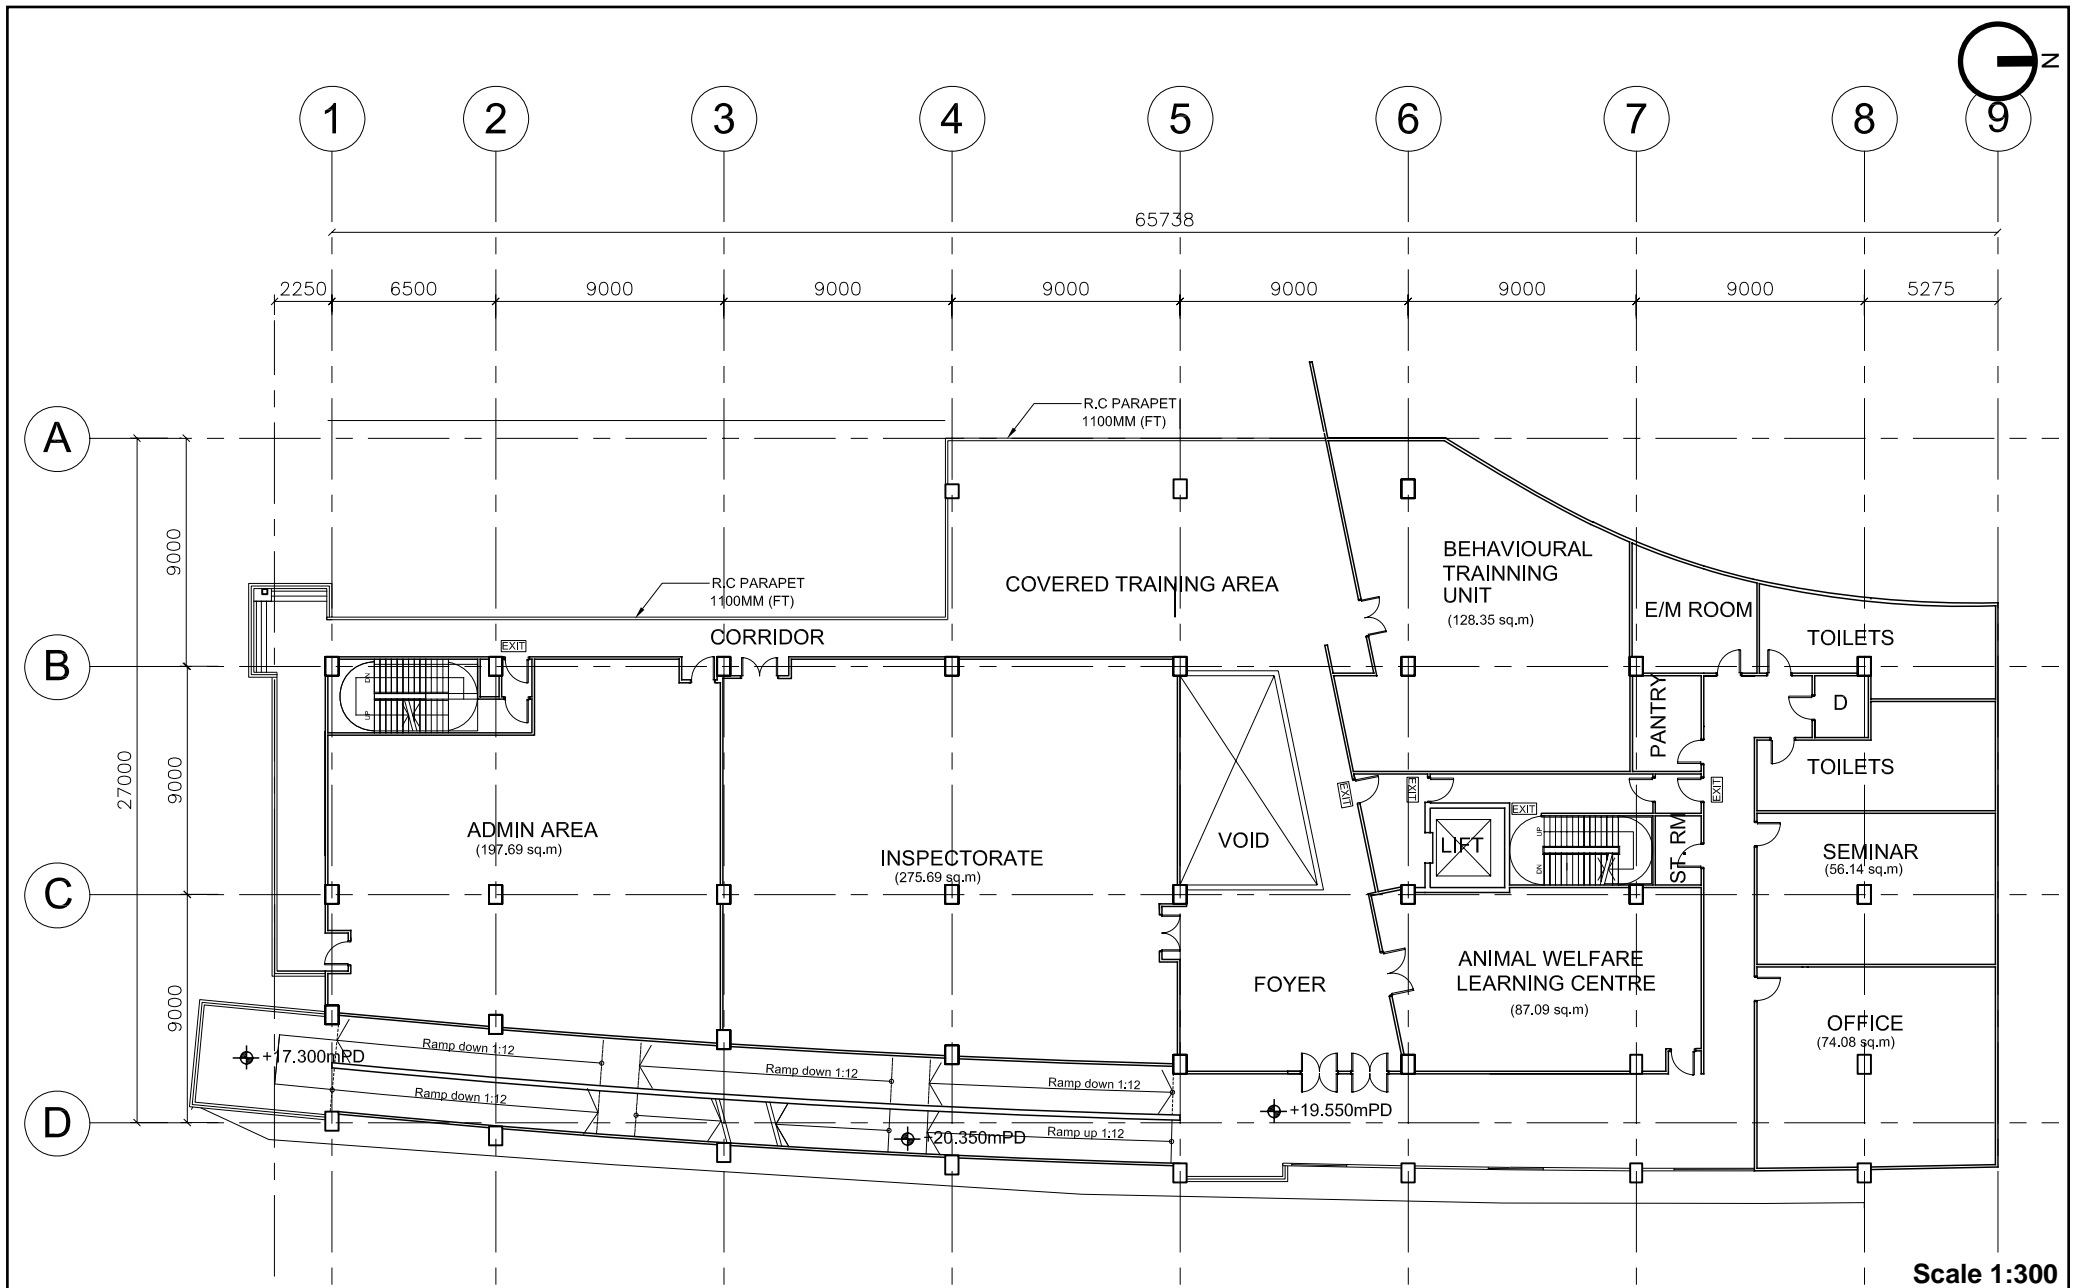 N
1 2 3 4 5 6 7 8 9
65738
2250 6500 9000 9000 9000 9000 9000 9000 5275
R.C PARAPET
1100MM (FT)
A
9000
BEHAVIOURAL
TRAINNING
UNIT
(128.35 sq.m)
COVERED TRAINING AREA
R.C PARAPET
1100MM (FT)
E/M ROOM
CORRIDOR
TOILETS
EXIT
B
DN
UP
PANTRY
D
27000
9000
TOILETS
EXIT
EXIT
EXIT
EXIT
ADMIN AREA
(197.69 sq.m)
VOID
LIFT
UP
DN
ST. RM
SEMINAR
(56.14 sq.m)
INSPECTORATE
(275.69 sq.m)
C
ANIMAL WELFARE
LEARNING CENTRE
(87.09 sq.m)
FOYER
9000
OFFICE
(74.08 sq.m)
+17.300mPD
Ramp down 1:12
Ramp down 1:12
Ramp down 1:12
Ramp down 1:12
+19.550mPD
D
+20.350mPD
Ramp up 1:12
Scale 1:300